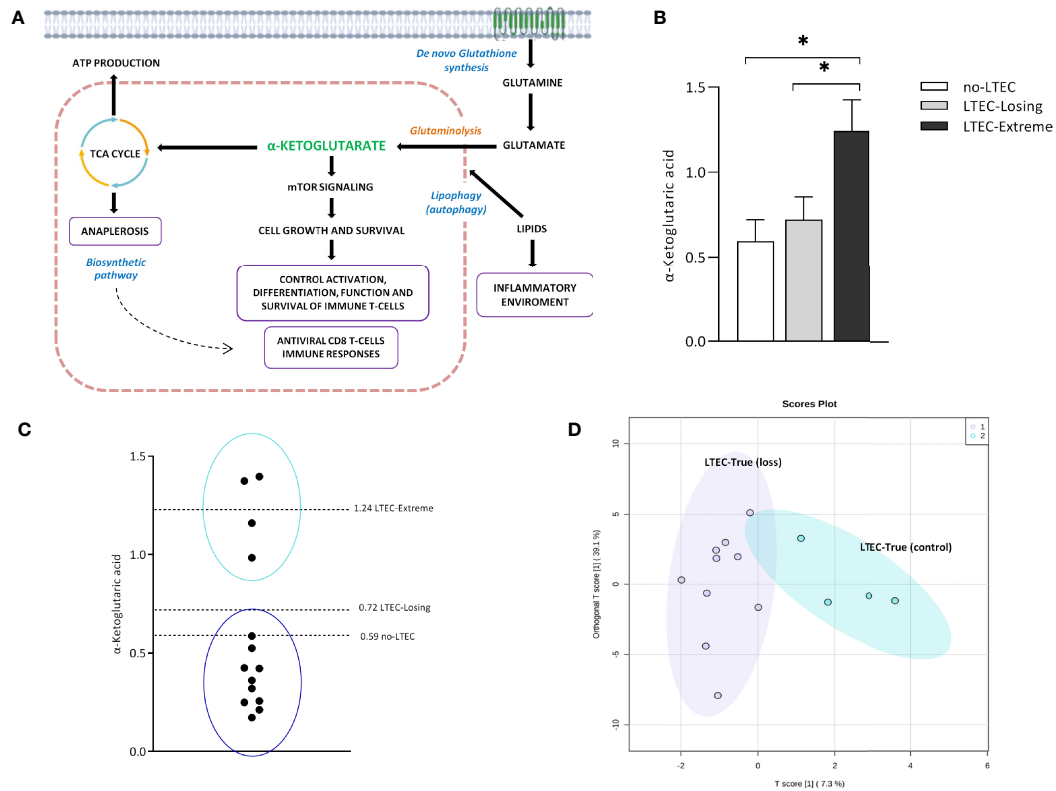 A
ATP PRODUCTION
De novo Glutathione
synthesis
GLUTAMINE
Glutaminolysis
TCA CYCLE
α-KETOGLUTARATE
GLUTAMATE
mTOR SIGNALING
Lipophagy
(autophagy)
ANAPLEROSIS
CELL GROWTH AND SURVIVAL
LIPIDS
Biosynthetic
pathway
CONTROL ACTIVATION,
DIFFERENTIATION, FUNCTION AND
SURVIVAL OF IMMUNE T-CELLS
INFLAMMATORY
ENVIROMENT
ANTIVIRAL CD8 T-CELLS
IMMUNE RESPONSES
B
*
*
no-LTEC
LTEC-Losing
LTEC-Extreme
α-Ketoglutaric acid
1.5
1.0
0.5
0.0
C
α-Ketoglutaric acid
1.5
1.0
0.5
0.0
1.24 LTEC-Extreme
0.72 LTEC-Losing
0.59 no-LTEC
D
Scores Plot
1
2
LTEC-True (loss)
LTEC-True (control)
Orthogonal T score [1] ( 39.1 %)
10
5
0
-5
-10
-2 0 2 4 6
T score [1] ( 7.3 %)